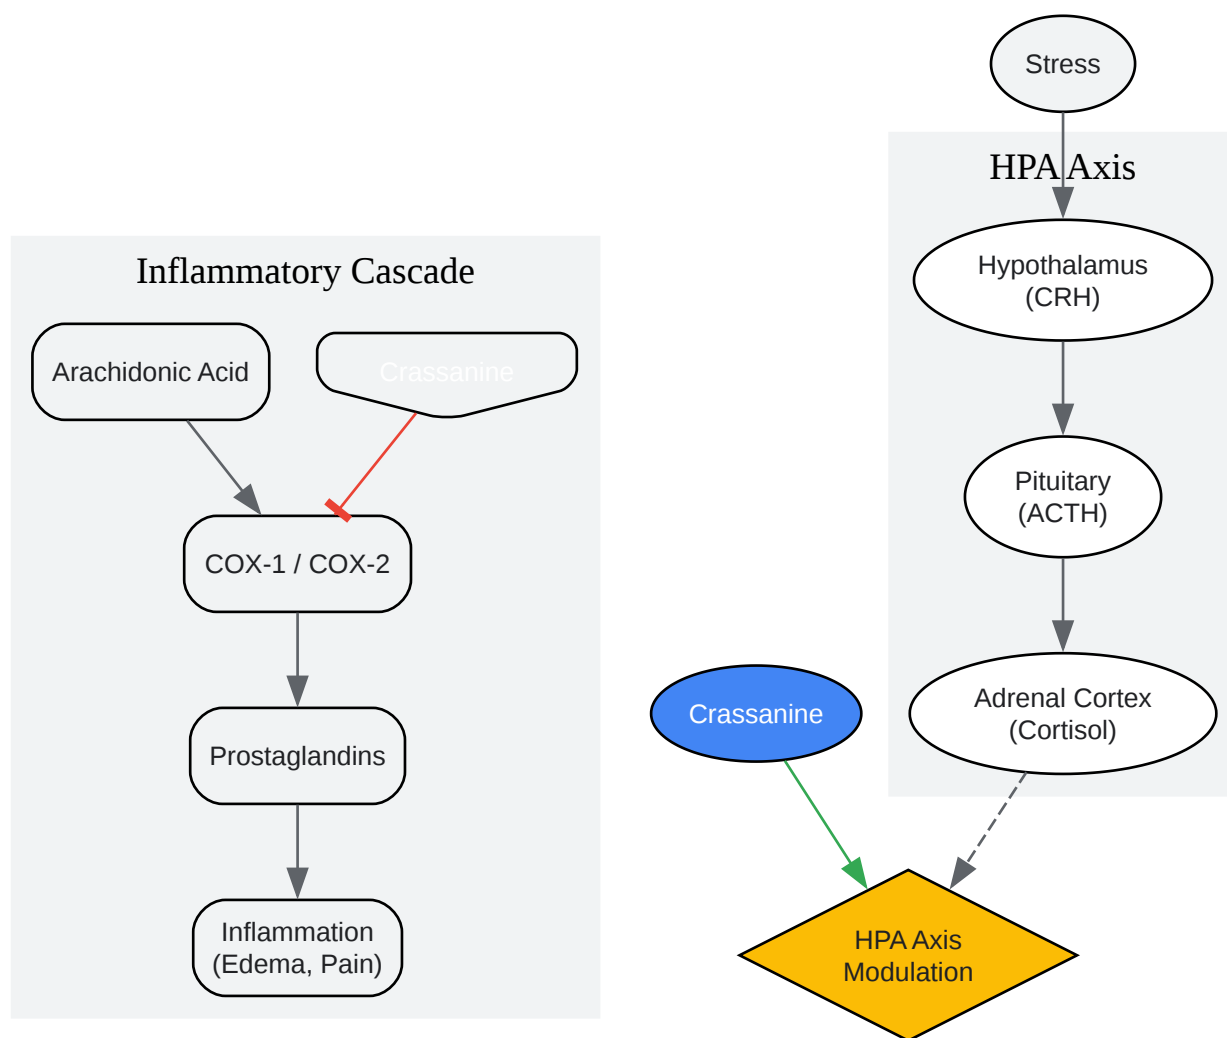 Stress
HPA Axis
Hypothalamus
(CRH)
Pituitary
(ACTH)
Adrenal Cortex
(Cortisol)
Inflammatory Cascade
Arachidonic Acid
Crassanine
COX-1 / COX-2
Prostaglandins
Inflammation
(Edema, Pain)
Crassanine
HPA Axis
Modulation